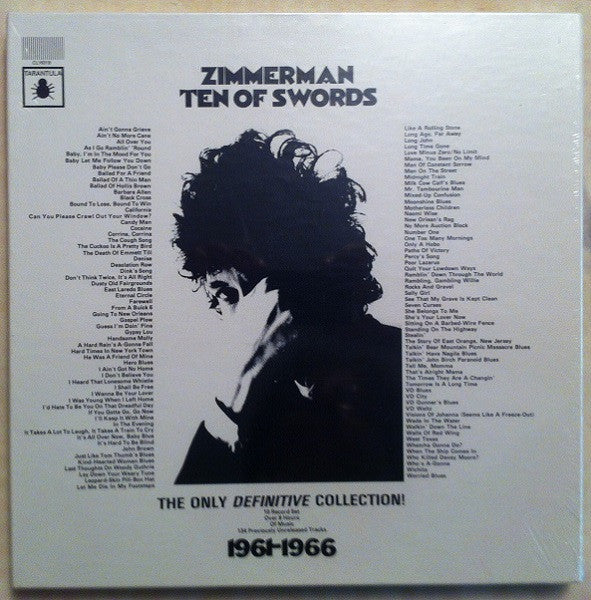 CLR019
TARANTULA
ZIMMERMAN
TEN OF SWORDS
Ain't Gonna Grieve
Ain't No More Cane
All Over You
As I Go Ramblin' 'Round
Baby, I'm In The Mood For You
Baby Let Me Follow You Down
Baby Please Don't Go
Ballad For A Friend
Ballad Of A Thin Man
Ballad Of Hollis Brown
Barbara Allen
Black Cross
Bound To Lose, Bound To Win
California
Can You Please Crawl Out Your Window?
Candy Man
Cocaine
Corrina, Corrina
The Cough Song
The Cuckoo Is A Pretty Bird
The Death Of Emmett Till
Denise
Desolation Row
Dink's Song
Don't Think Twice, It's All Right
Dusty Old Fairgrounds
East Laredo Blues
Eternal Circle
Farewell
From A Buick 6
Going To New Orleans
Gospel Plow
Guess I'm Doin' Fine
Gypsy Lou
Handsome Molly
A Hard Rain's A-Gonna Fall
Hard Times In New York Town
He Was A Friend Of Mine
Hero Blues
I Ain't Got No Home
I Don't Believe You
I Heard That Lonesome Whistle
I Shall Be Free
I Wanna Be Your Lover
I Was Young When I Left Home
I'd Hate To Be You On That Dreadful Day
If You Gotta Go, Go Now
I'll Keep It With Mine
In The Evening
It Takes A Lot To Laugh, It Takes A Train To Cry
It's All Over Now, Baby Blue
It's Hard To Be Blind
John Brown
Just Like Tom Thumb's Blues
Kind-Hearted Women Blues
Last Thoughts On Woody Guthrie
Lay Down Your Weary Tune
Leopard-Skin Pill-Box Hat
Let Me Die In My Footsteps
Like A Rolling Stone
Long Ago, Far Away
Long John
Long Time Gone
Love Minus Zero/No Limit
Mama, You Been On My Mind
Man Of Constant Sorrow
Man On The Street
Midnight Train
Milk Cow Calf's Blues
Mr. Tambourine Man
Mixed-Up Confusion
Moonshine Blues
Motherless Children
Naomi Wise
New Orlean's Rag
No More Auction Block
Number One
One Too Many Mornings
Only A Hobo
Paths Of Victory
Percy's Song
Poor Lazarus
Quit Your Lowdown Ways
Ramblin' Down Through The World
Rambling, Gambling Willie
Rocks And Gravel
Sally Girl
See That My Grave Is Kept Clean
Seven Curses
She Belongs To Me
She's Your Lover Now
Sitting On A Barbed Wire Fence
Standing On The Highway
Stealin
The Story Of East Orange, New Jersey
Talkin' Bear Mountain Picnic Massacre Blues
Talkin' Hava Nagila Blues
Talkin' John Birch Paranoid Blues
Tell Me, Momma
That's Alright Mama
The Times They Are A Changin'
Tomorrow Is A Long Time
VD Blues
VD City
VD Gunner's Blues
VD Waltz
Visions Of Johanna (Seems Like A Freeze Out)
Wade In The Water
Walkin' Down The Line
Walls Of Red Wing
West Texas
Whatcha Gonna Do?
When The Ship Comes In
Who Killed Davey Moore?
Who's A-Gonna
Wichita
Worried Blues
THE ONLY DEFINITIVE COLLECTION!
10 Record Set
Over 8 Hours
Of Music
134 Previously Unreleased Tracks
1961-1966